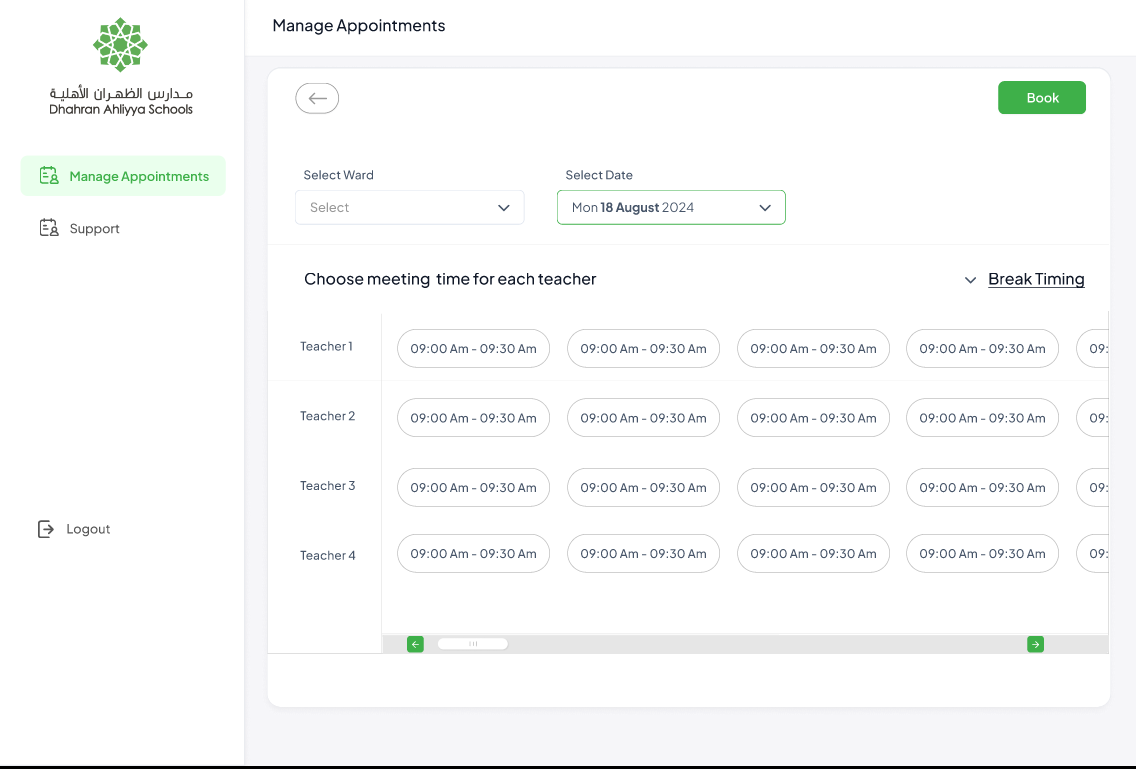 Manage Appointments
مدارس الظهران الأهلية
Dhahran Ahliyya Schools
Manage Appointments
Support
Logout
Book
Select Ward
Select Date
Select
Mon 18 August 2024
Choose meeting time for each teacher
Break Timing
Teacher 1
09:00 Am - 09:30 Am
09:00 Am - 09:30 Am
09:00 Am - 09:30 Am
09:00 Am - 09:30 Am
09:
Teacher 2
09:00 Am - 09:30 Am
09:00 Am - 09:30 Am
09:00 Am - 09:30 Am
09:00 Am - 09:30 Am
09:
Teacher 3
09:00 Am - 09:30 Am
09:00 Am - 09:30 Am
09:00 Am - 09:30 Am
09:00 Am - 09:30 Am
09:
Teacher 4
09:00 Am - 09:30 Am
09:00 Am - 09:30 Am
09:00 Am - 09:30 Am
09:00 Am - 09:30 Am
09: